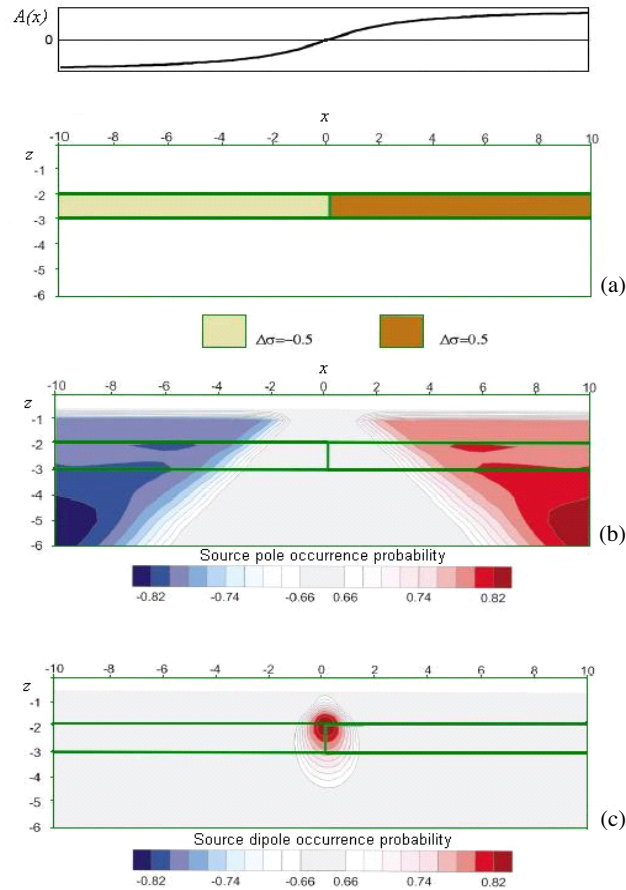 A(x)
0
x
-10 -8 -6 -4 -2 0 2 4 6 8 10
z
-1
-2
-3
-4
-5
-6
(a)
Δσ=−0.5 Δσ=0.5
x
-10 -8 -6 -4 -2 0 2 4 6 8 10
z
-1
-2
-3
-4
-5
-6
(b)
Source pole occurrence probability
-0.82 -0.74 -0.66 0.66 0.74 0.82
-10 -8 -6 -4 -2 0 2 4 6 8 10
z
-1
-2
-3
-4
-5
-6
(c)
Source dipole occurrence probability
-0.82 -0.74 -0.66 0.66 0.74 0.82